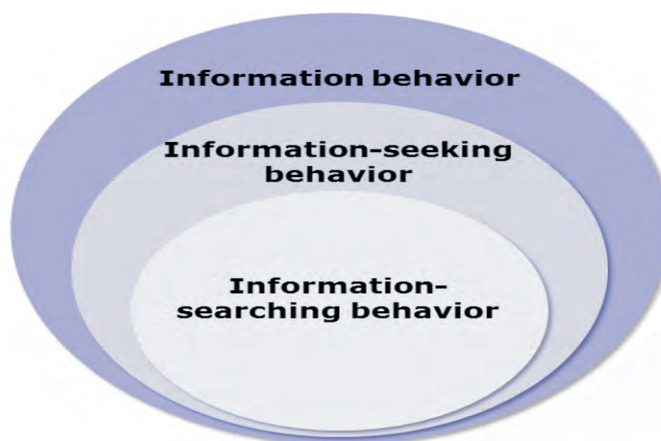 Information behavior
Information-seeking
behavior
Information-
searching behavior